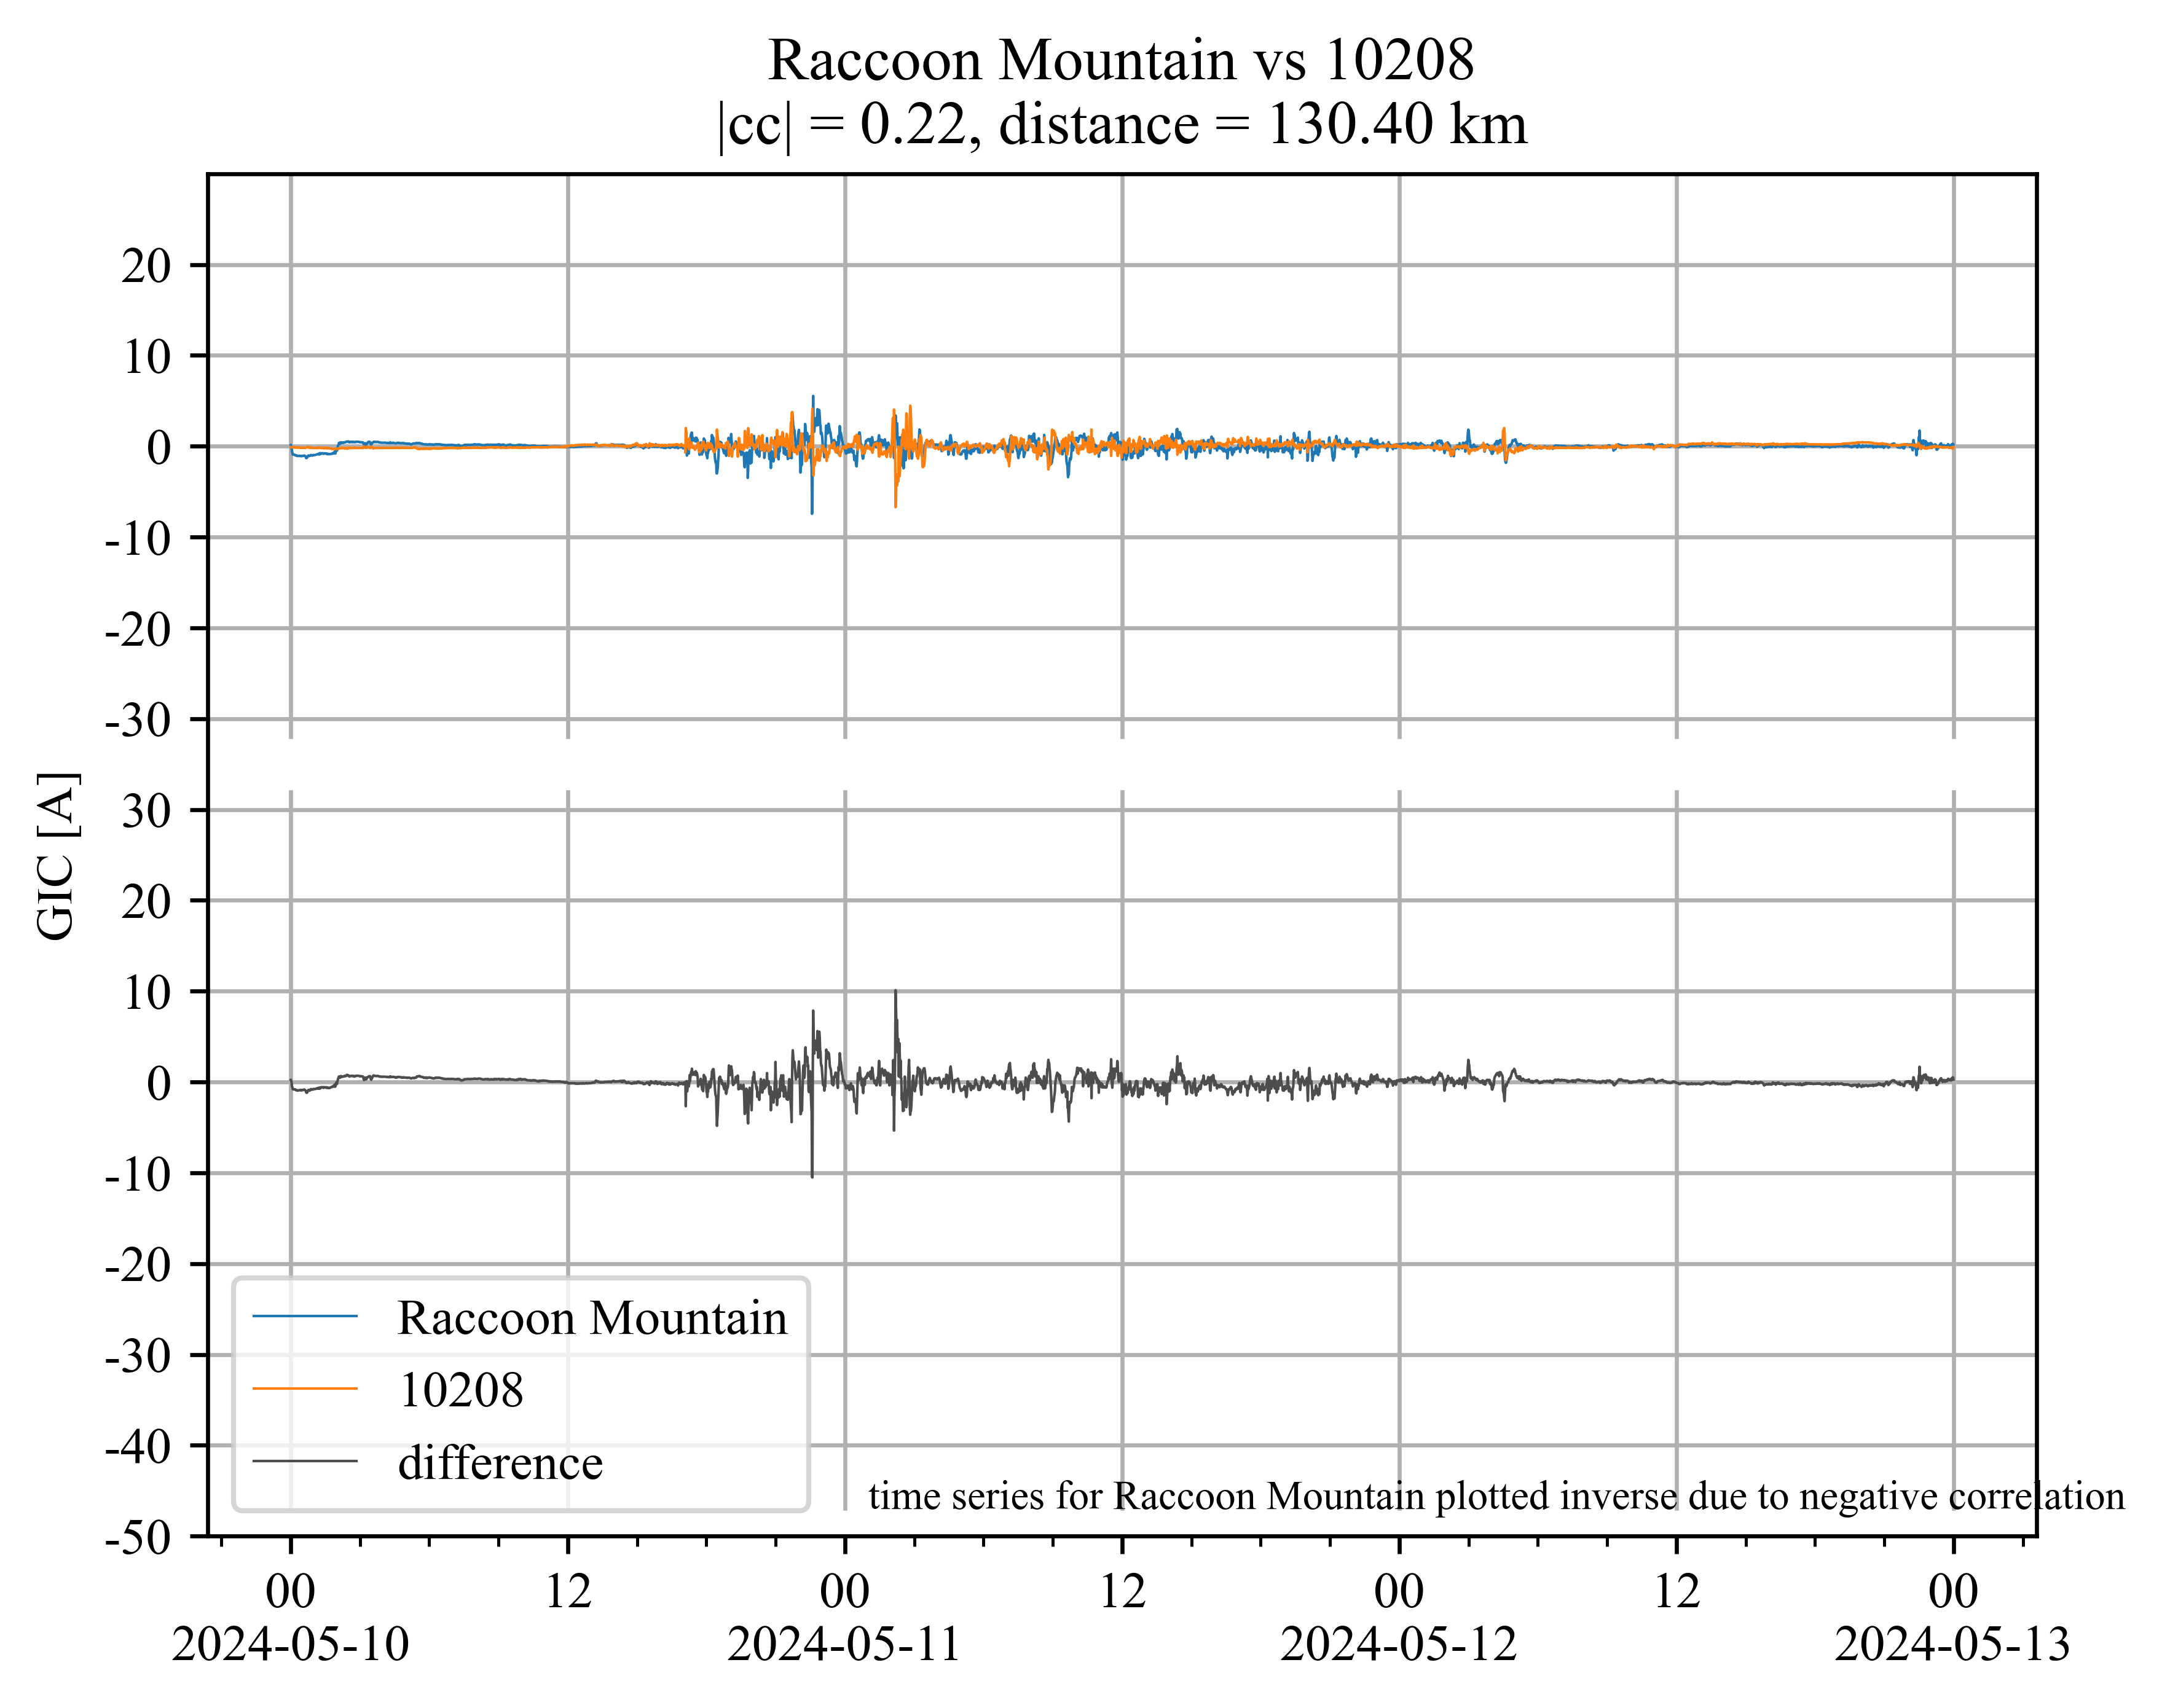 Raccoon Mountain vs 10208
|cc| = 0.22, distance = 130.40 km
20
10
0
-10
-20
-30
GIC [A]
30
20
10
0
-10
-20
-30
-40
-50
Raccoon Mountain
10208
difference
time series for Raccoon Mountain plotted inverse due to negative correlation
00 12 00 12 00 12 00
2024-05-10 2024-05-11 2024-05-12 2024-05-13